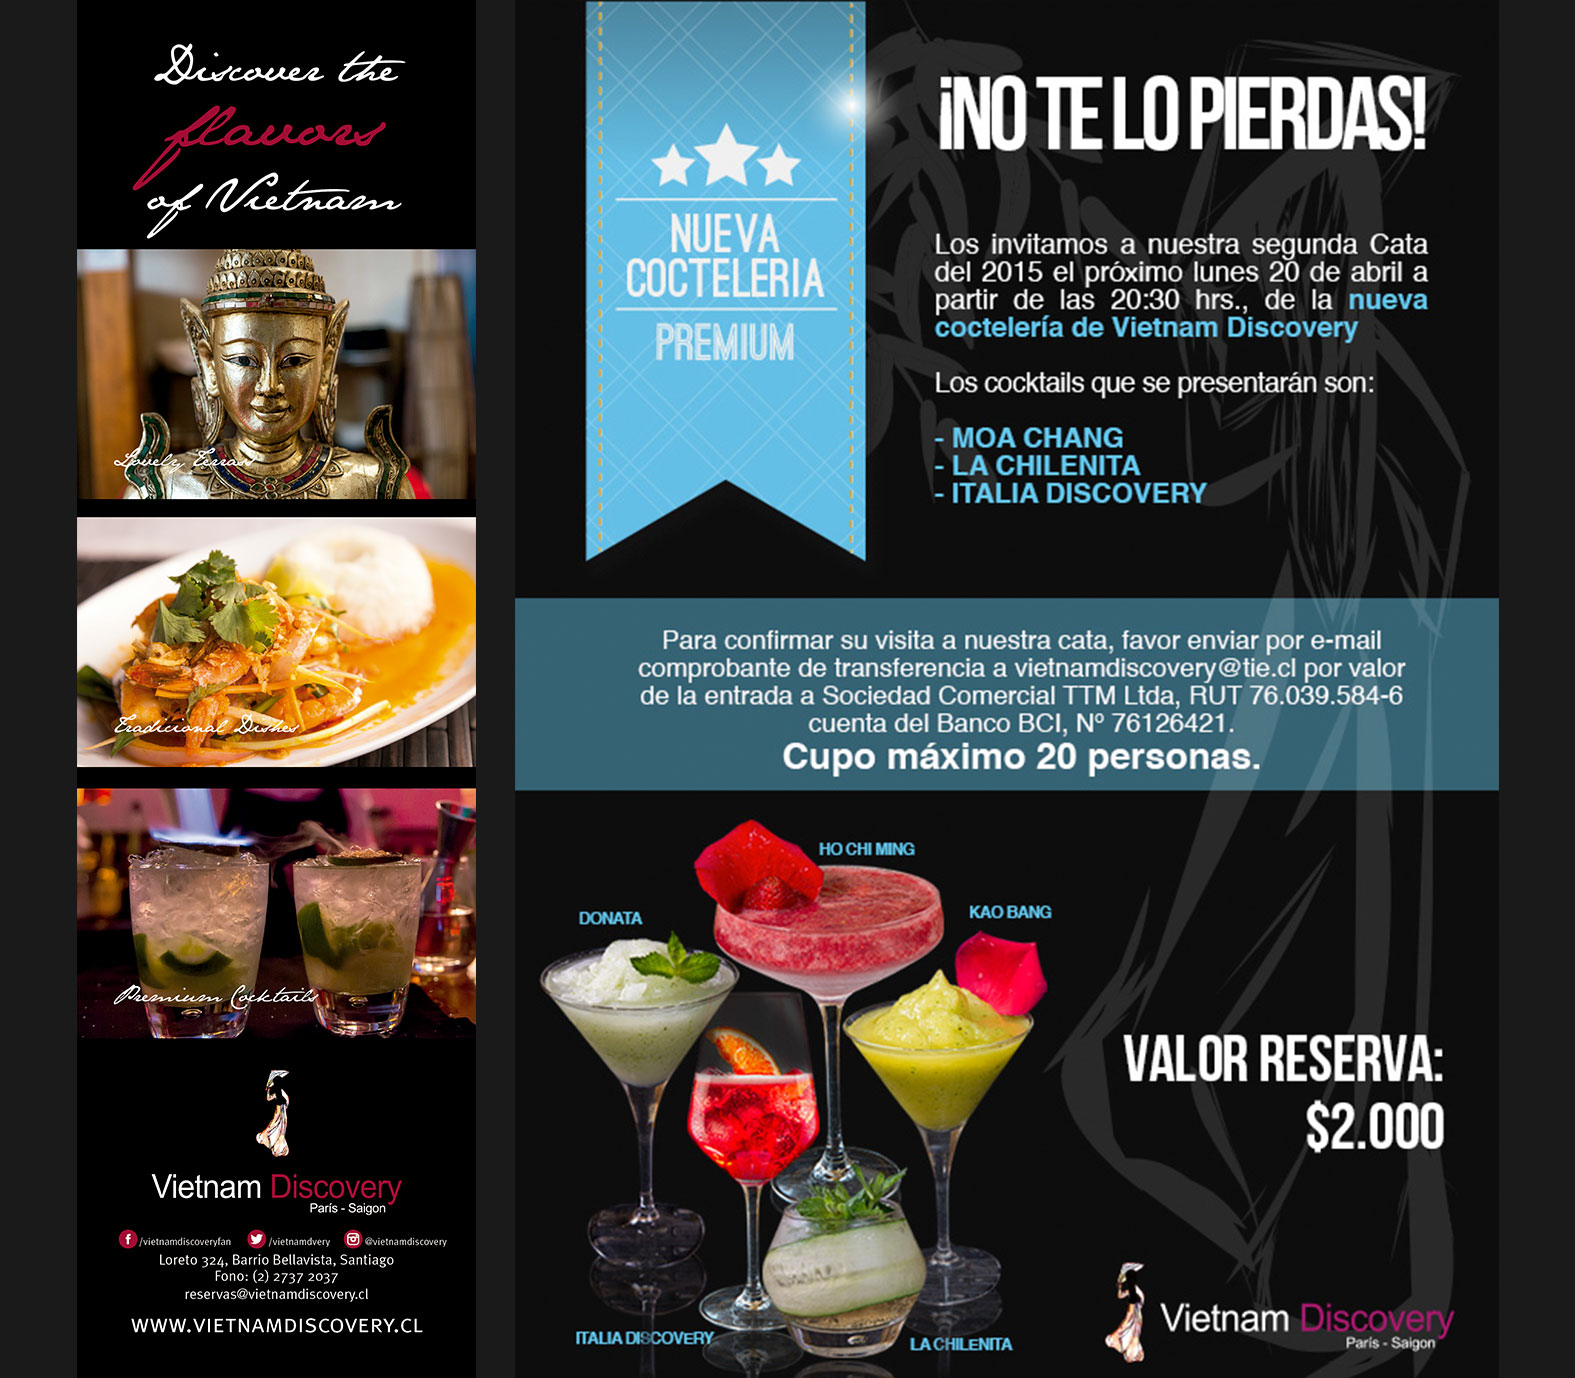 Discover the
flavors
of Vietnam
Lovely Terrass
Tradicional Dishes
Premium Cocktails
Vietnam Discovery
París - Saigon
/vietnamdiscoveryfan /vietnamdvery @vietnamdiscovery
Loreto 324, Barrio Bellavista, Santiago
Fono: (2) 2737 2037
reservas@vietnamdiscovery.cl
WWW.VIETNAMDISCOVERY.CL
NUEVA
COCTELERIA
PREMIUM
¡NO TE LO PIERDAS!
Los invitamos a nuestra segunda Cata
del 2015 el próximo lunes 20 de abril a
partir de las 20:30 hrs., de la nueva
coctelería de Vietnam Discovery
Los cocktails que se presentarán son:
- MOA CHANG
- LA CHILENITA
- ITALIA DISCOVERY
Para confirmar su visita a nuestra cata, favor enviar por e-mail
comprobante de transferencia a vietnamdiscovery@tie.cl por valor
de la entrada a Sociedad Comercial TTM Ltda, RUT 76.039.584-6
cuenta del Banco BCI, Nº 76126421.
Cupo máximo 20 personas.
HO CHI MING
DONATA
KAO BANG
ITALIA DISCOVERY
LA CHILENITA
VALOR RESERVA:
$2.000
Vietnam Discovery
París - Saigon